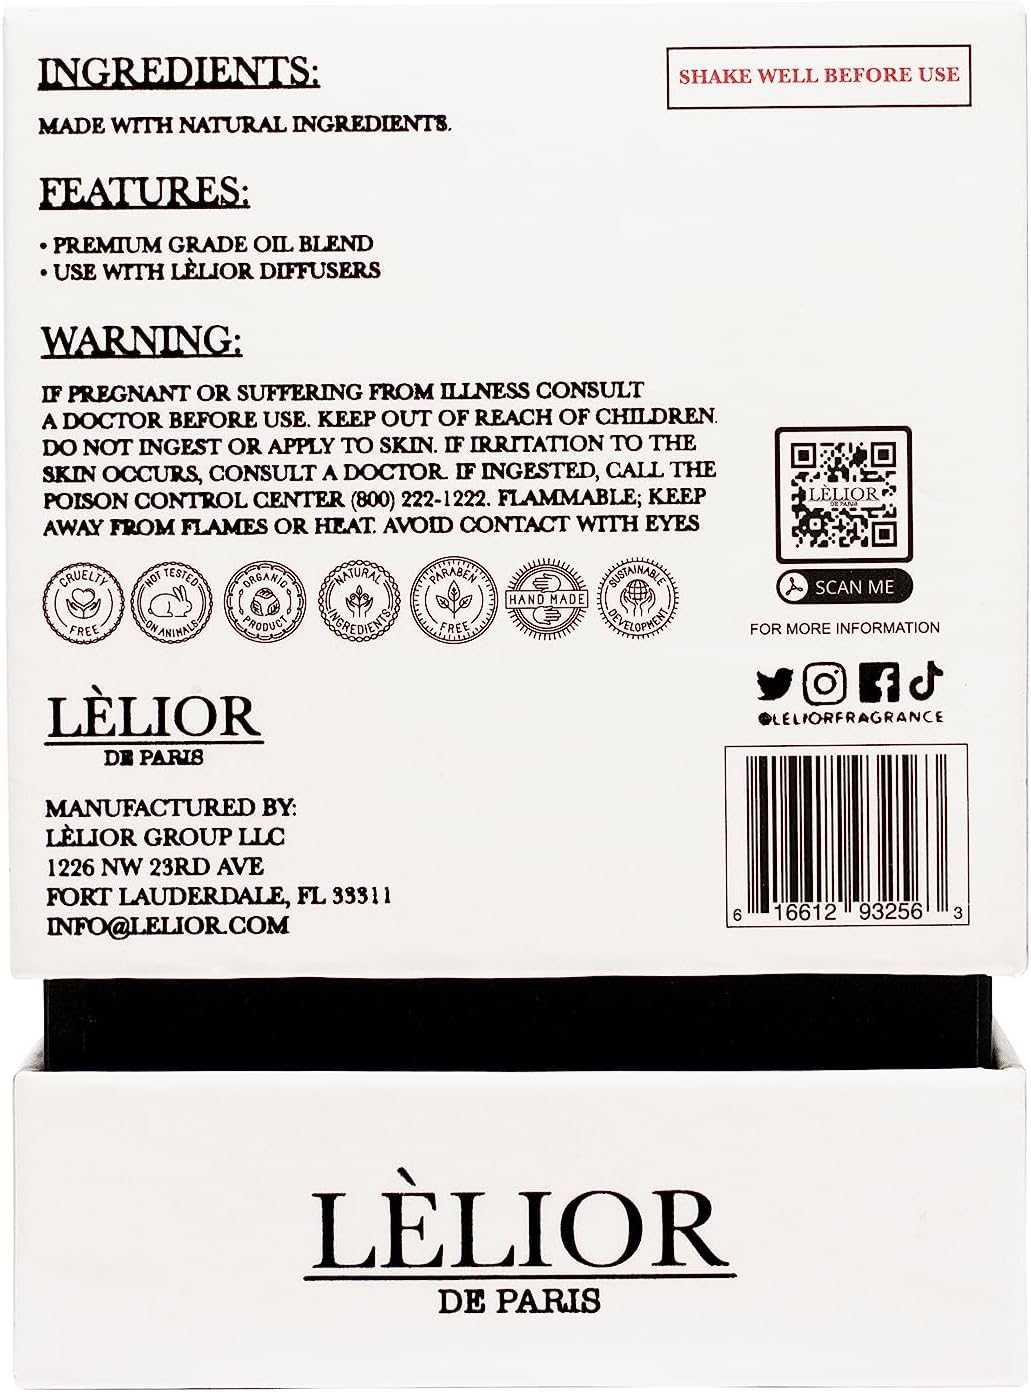 INGREDIENTS:
SHAKE WELL BEFORE USE
MADE WITH NATURAL INGREDIENTS.
FEATURES:
• PREMIUM GRADE OIL BLEND
• USE WITH LÈLIOR DIFFUSERS
WARNING:
IF PREGNANT OR SUFFERING FROM ILLNESS CONSULT
A DOCTOR BEFORE USE. KEEP OUT OF REACH OF CHILDREN.
DO NOT INGEST OR APPLY TO SKIN. IF IRRITATION TO THE
SKIN OCCURS, CONSULT A DOCTOR. IF INGESTED, CALL THE
POISON CONTROL CENTER (800) 222-1222. FLAMMABLE; KEEP
AWAY FROM FLAMES OR HEAT. AVOID CONTACT WITH EYES
CRUELTY FREE
NOT TESTED ON ANIMALS
ORGANIC PRODUCT
NATURAL INGREDIENTS
PARABEN FREE
HAND MADE
SUSTAINABLE DEVELOPMENT
LÈLIOR
DE PARIS
SCAN ME
FOR MORE INFORMATION
@LELIORFRAGRANCE
LÈLIOR
DE PARIS
MANUFACTURED BY:
LÈLIOR GROUP LLC
1226 NW 23RD AVE
FORT LAUDERDALE, FL 33311
INFO@LELIOR.COM
6 16612 93256 3
LÈLIOR
DE PARIS